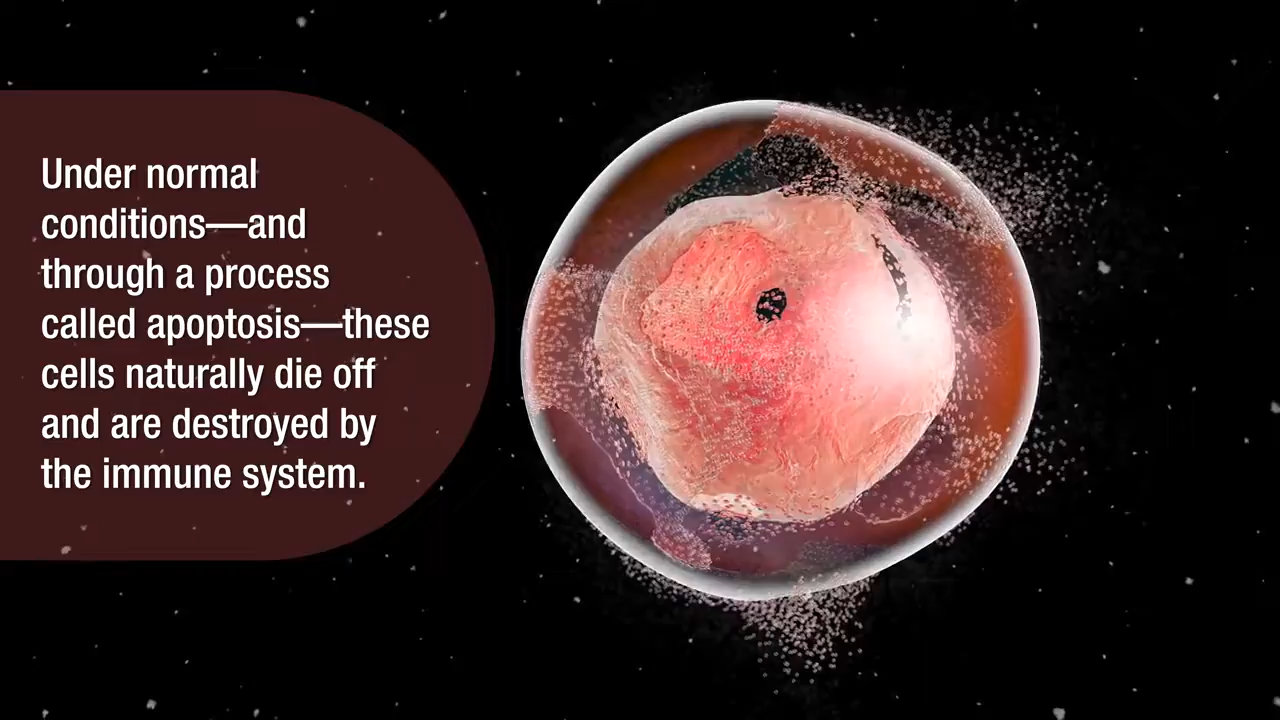 Under normal
conditions—and
through a process
called apoptosis—these
cells naturally die off
and are destroyed by
the immune system.